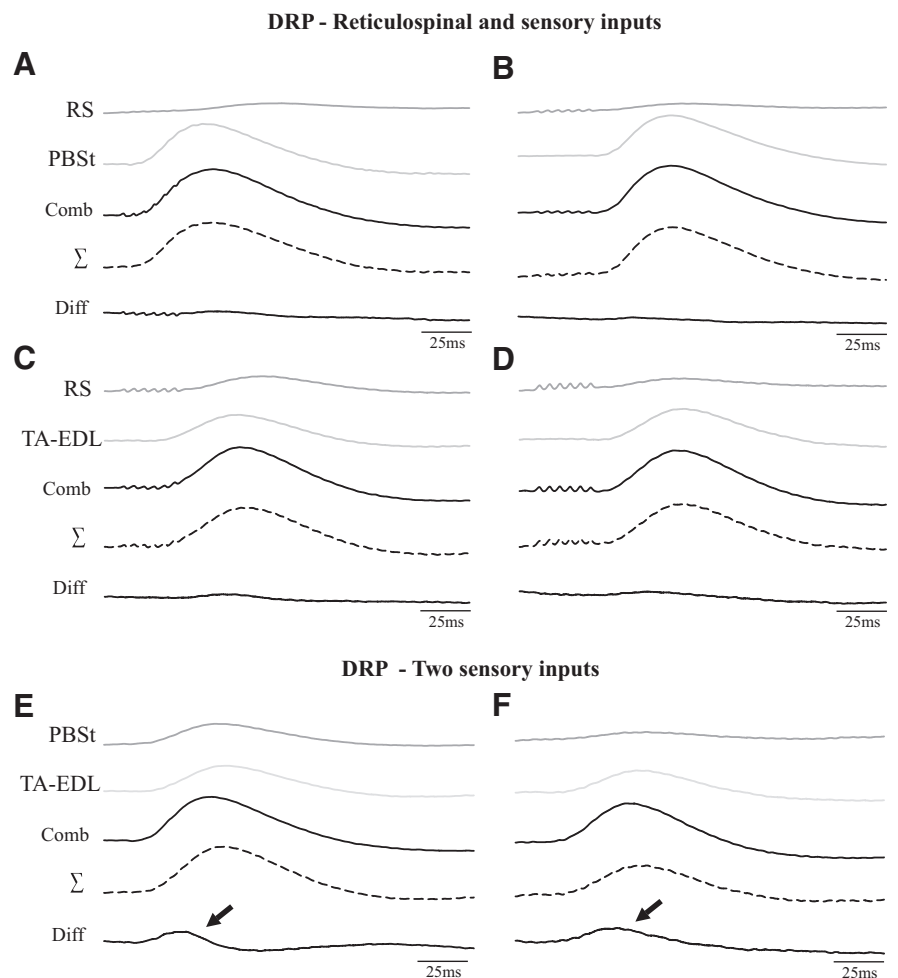 DRP - Reticulospinal and sensory inputs
A
B
RS
PBSt
Comb
∑
Diff
25ms
25ms
C
D
RS
TA-EDL
Comb
∑
Diff
25ms
25ms
DRP - Two sensory inputs
E
F
PBSt
TA-EDL
Comb
∑
Diff
25ms
25ms